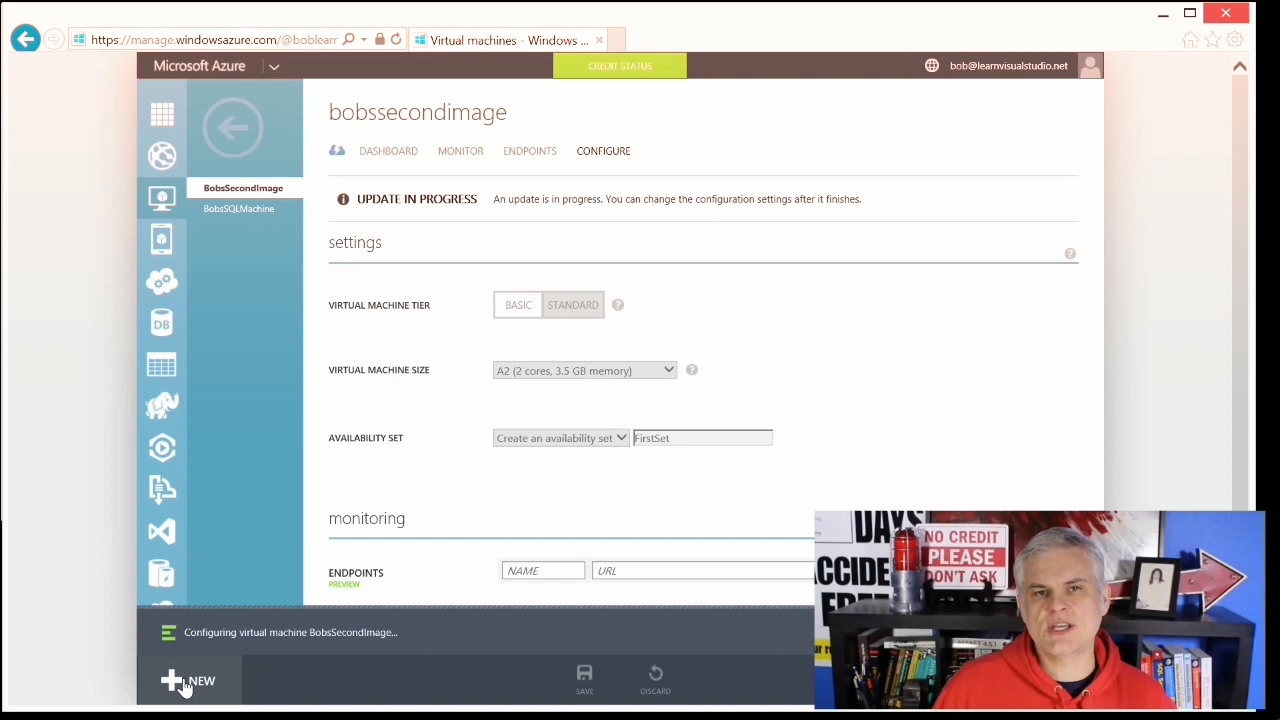 https://manage.windowsazure.com/@boblearr
Virtual machines - Windows ...
Microsoft Azure
CREDIT STATUS
bob@learnvisualstudio.net
bobssecondimage
DASHBOARD MONITOR ENDPOINTS CONFIGURE
BobsSecondImage
BobsSQLMachine
UPDATE IN PROGRESS An update is in progress. You can change the configuration settings after it finishes.
settings
?
VIRTUAL MACHINE TIER BASIC STANDARD ?
DB
VIRTUAL MACHINE SIZE A2 (2 cores, 3.5 GB memory) ?
AVAILABILITY SET Create an availability set FirstSet
monitoring
ENDPOINTS NAME URL
PREVIEW
DAYS
NO CREDIT
PLEASE
DON'T ASK
Configuring virtual machine BobsSecondImage...
NEW
SAVE
DISCARD